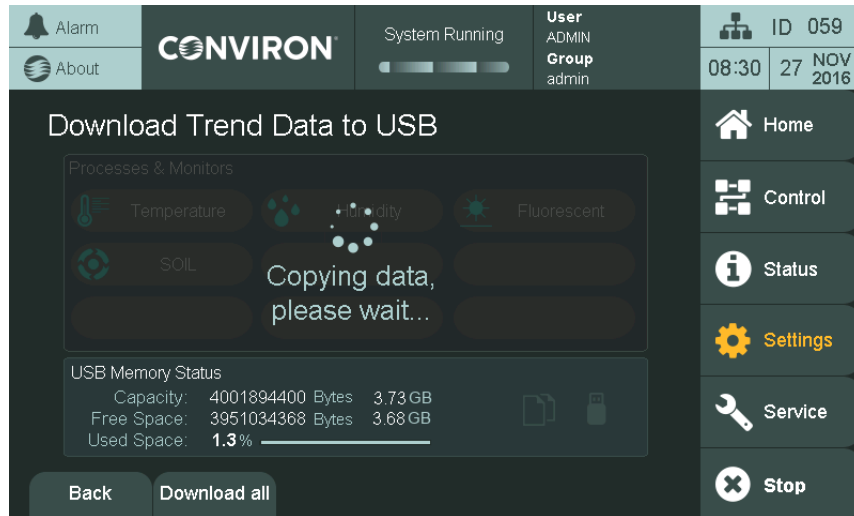 Alarm
About
CONVIRON
System Running
User
ADMIN
Group
admin
ID 059
08:30
27 NOV 2016
Download Trend Data to USB
Processes & Monitors
Temperature
Humidity
Fluorescent
SOIL
Copying data,
please wait...
USB Memory Status
Capacity: 4001894400 Bytes 3.73 GB
Free Space: 3951034368 Bytes 3.68 GB
Used Space: 1.3 %
Back
Download all
Home
Control
Status
Settings
Service
Stop